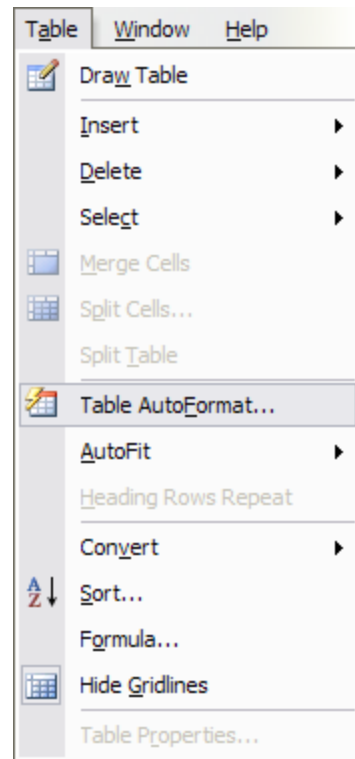 Table Window Help
Draw Table
Insert
Delete
Select
Merge Cells
Split Cells...
Split Table
Table AutoFormat...
AutoFit
Heading Rows Repeat
Convert
A
Z Sort...
Formula...
Hide Gridlines
Table Properties...